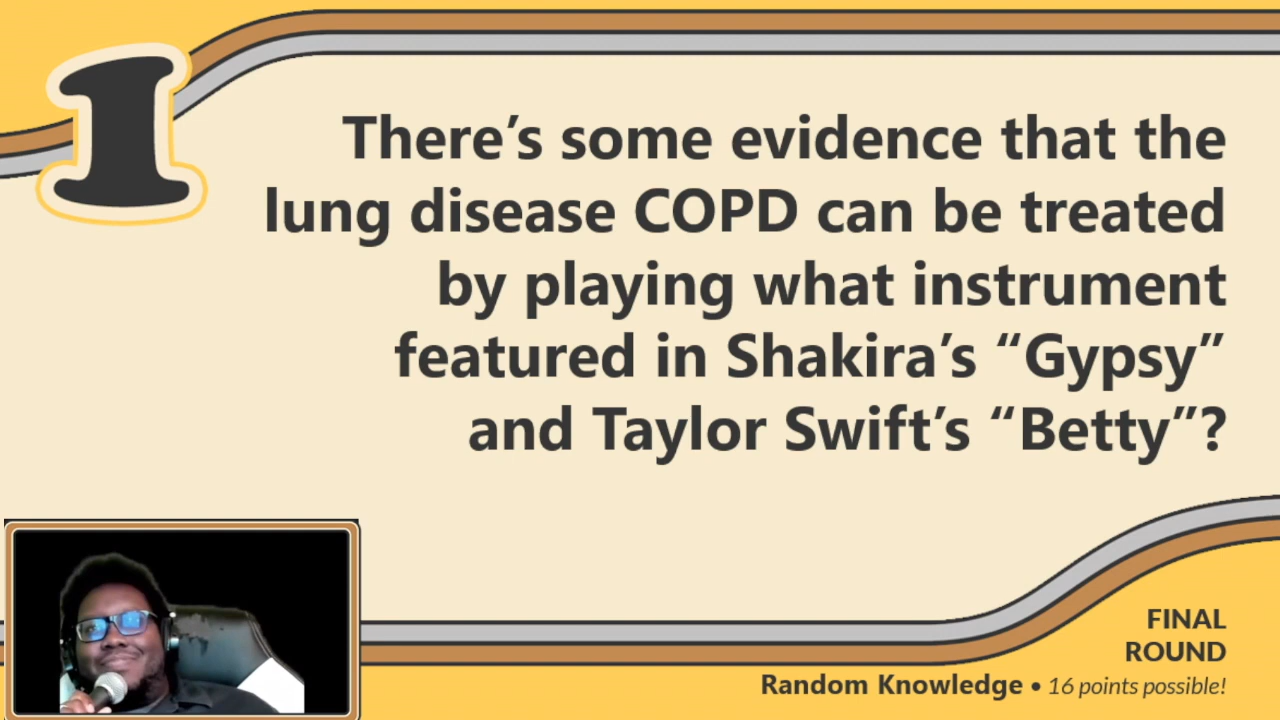 1
There’s some evidence that the
lung disease COPD can be treated
by playing what instrument
featured in Shakira’s “Gypsy”
and Taylor Swift’s “Betty”?
FINAL
ROUND
Random Knowledge • 16 points possible!